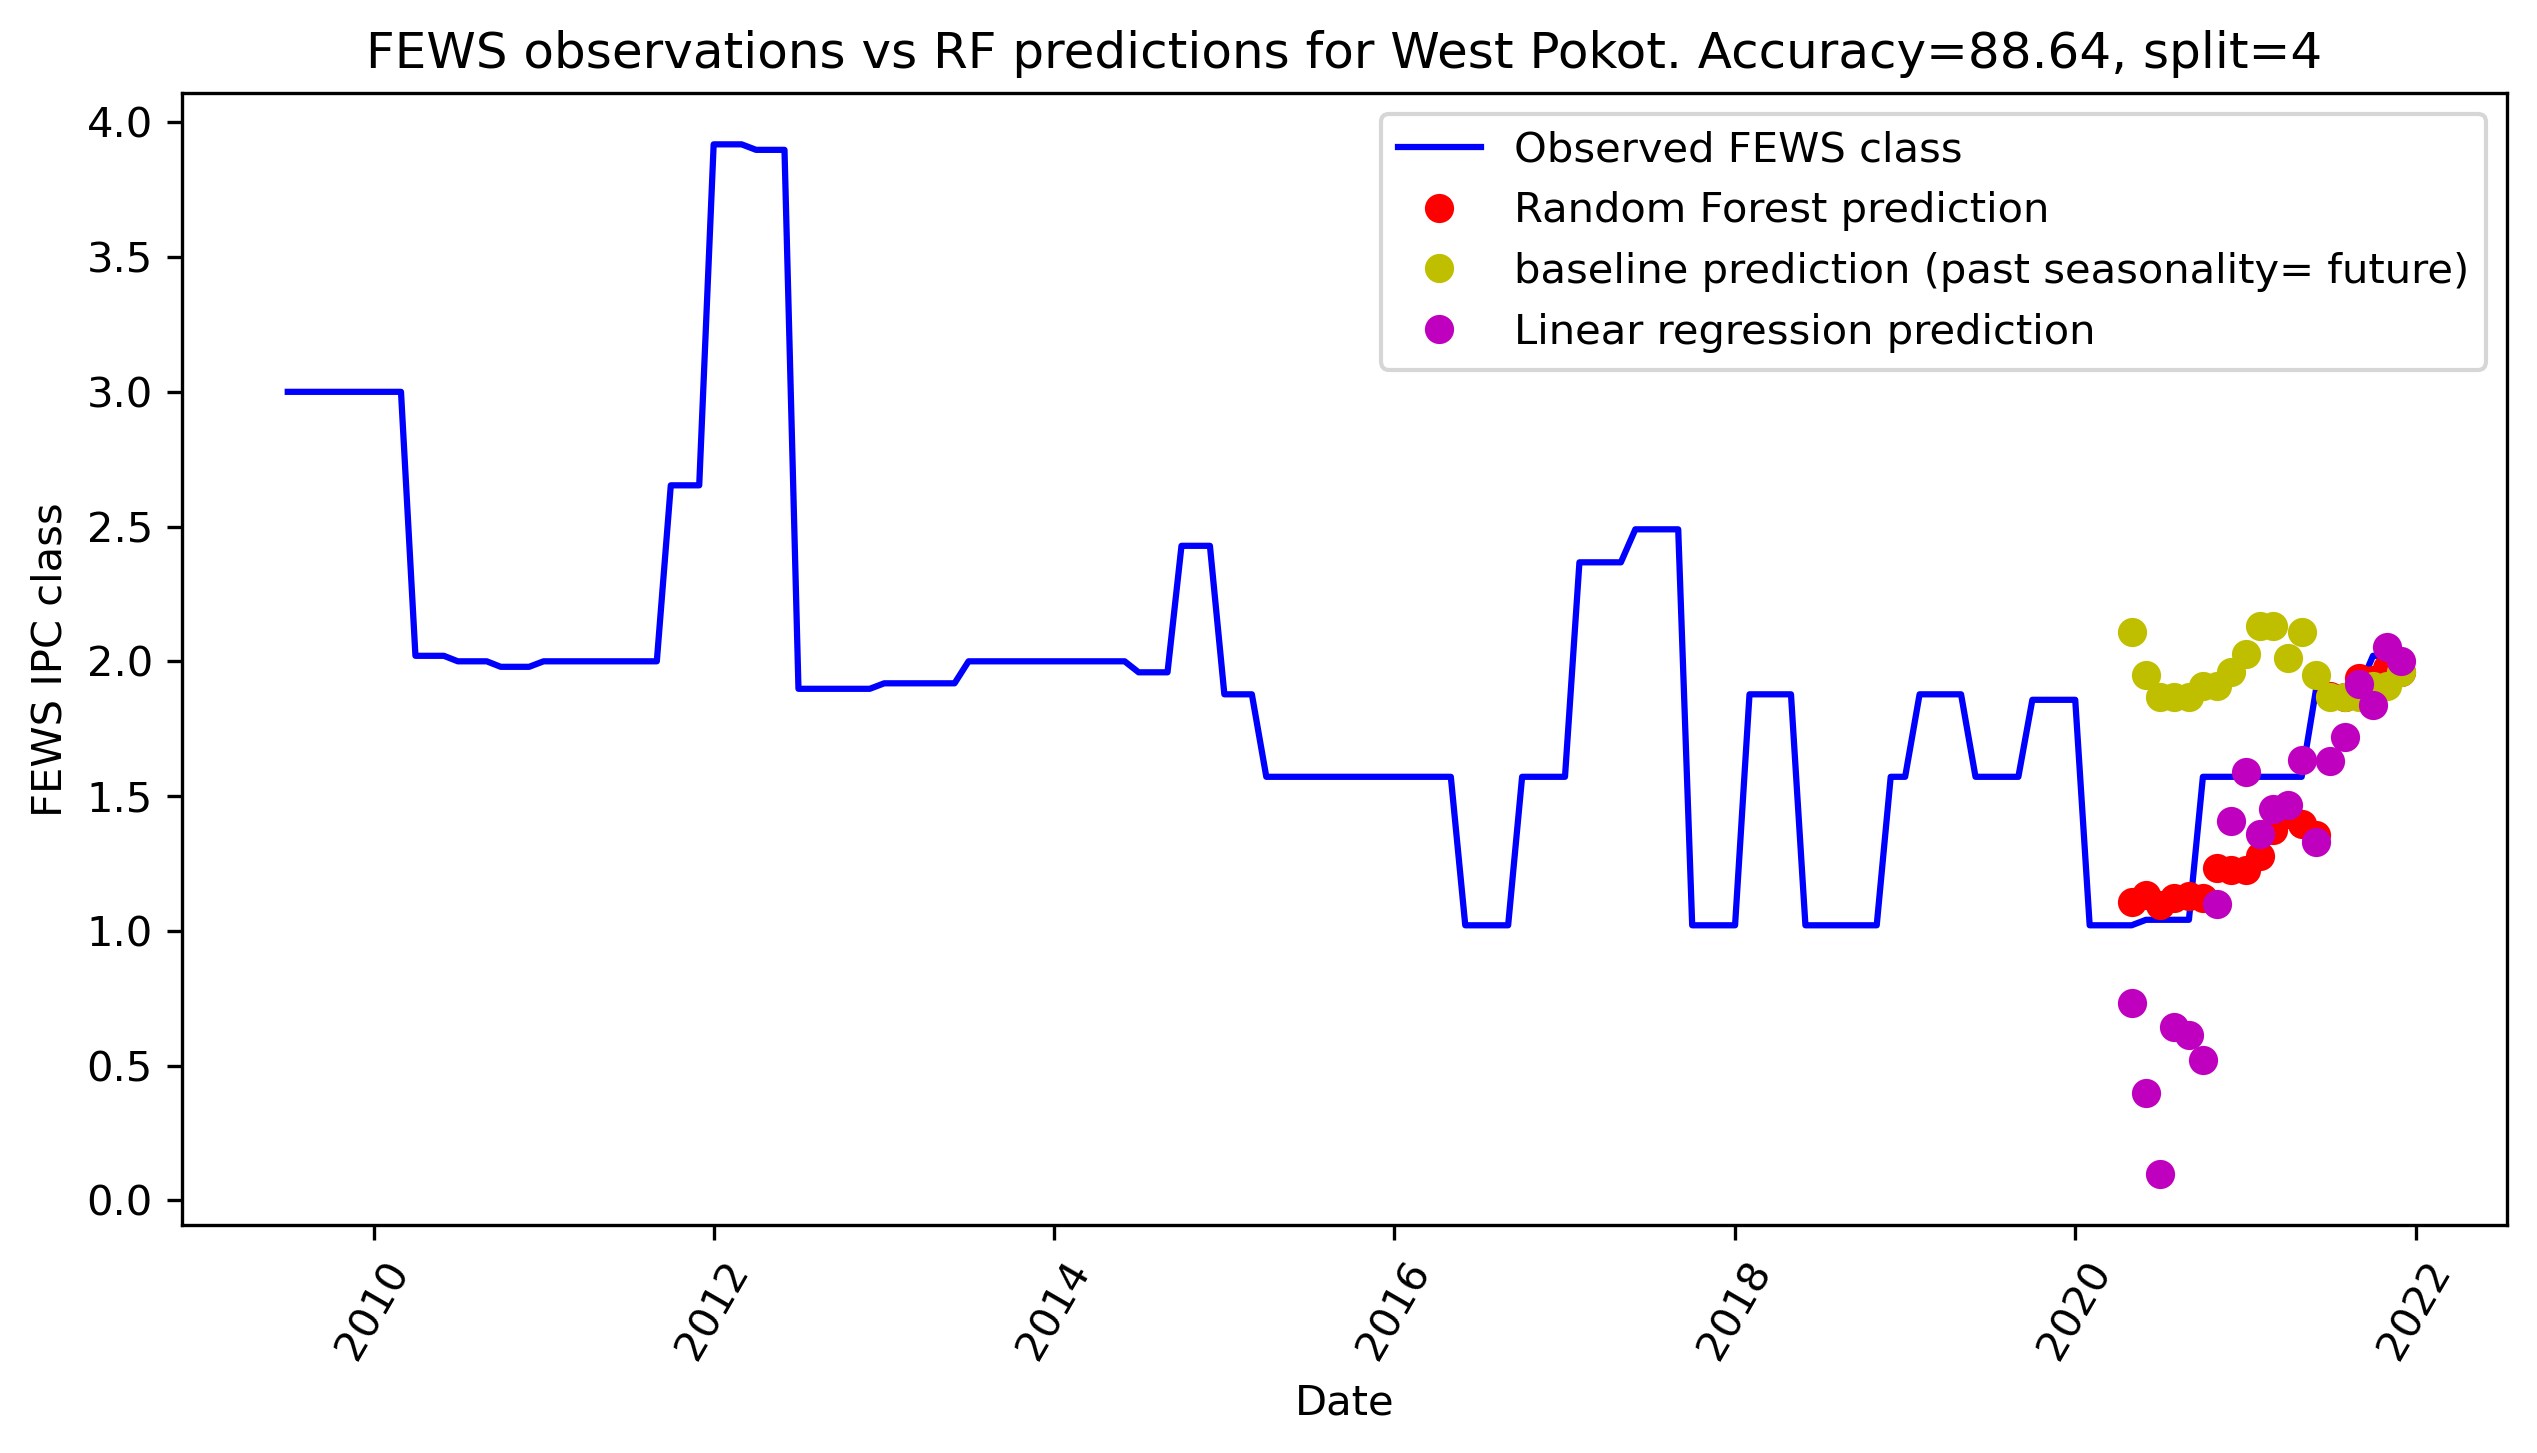 FEWS observations vs RF predictions for West Pokot. Accuracy=88.64, split=4
Observed FEWS class
Random Forest prediction
baseline prediction (past seasonality= future)
Linear regression prediction
FEWS IPC class
4.0
3.5
3.0
2.5
2.0
1.5
1.0
0.5
0.0
2010
2012
2014
2016
2018
2020
2022
Date